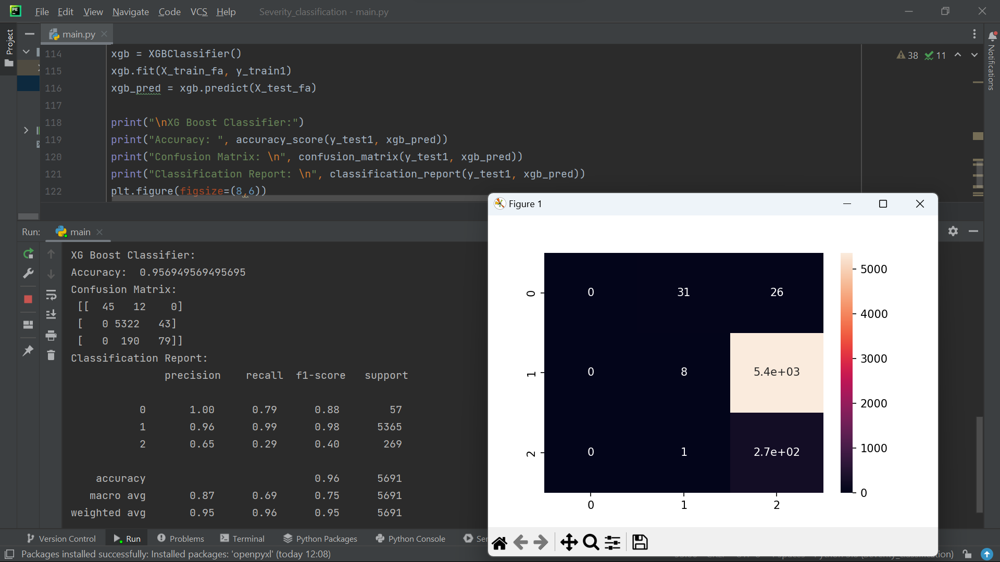 PE
File Edit View Navigate Code VCS Help Severity_classification - main.py
Project
main.py
Notifications
38 11
114 xgb = XGBClassifier()
115 xgb.fit(X_train_fa, y_train1)
116 xgb_pred = xgb.predict(X_test_fa)
117
118 print("\nXG Boost Classifier:")
119 print("Accuracy: ", accuracy_score(y_test1, xgb_pred))
120 print("Confusion Matrix: \n", confusion_matrix(y_test1, xgb_pred))
121 print("Classification Report: \n", classification_report(y_test1, xgb_pred))
122 plt.figure(figsize=(8,6))
Run: main
XG Boost Classifier:
Accuracy:  0.956949569495695
Confusion Matrix:
[[  45   12    0]
[   0 5322   43]
[   0  190   79]]
Classification Report:
precision    recall  f1-score   support
0       1.00      0.79      0.88        57
1       0.96      0.99      0.98      5365
2       0.65      0.29      0.40       269
accuracy                           0.96      5691
macro avg       0.87      0.69      0.75      5691
weighted avg       0.95      0.96      0.95      5691
Figure 1
0 0 31 26
1 0 8 5.4e+03
2 0 1 2.7e+02
0 1 2
5000
4000
3000
2000
1000
0
Version Control Run Problems Terminal Python Packages Python Console Ser
Packages installed successfully: Installed packages: 'openpyxl' (today 12:08)